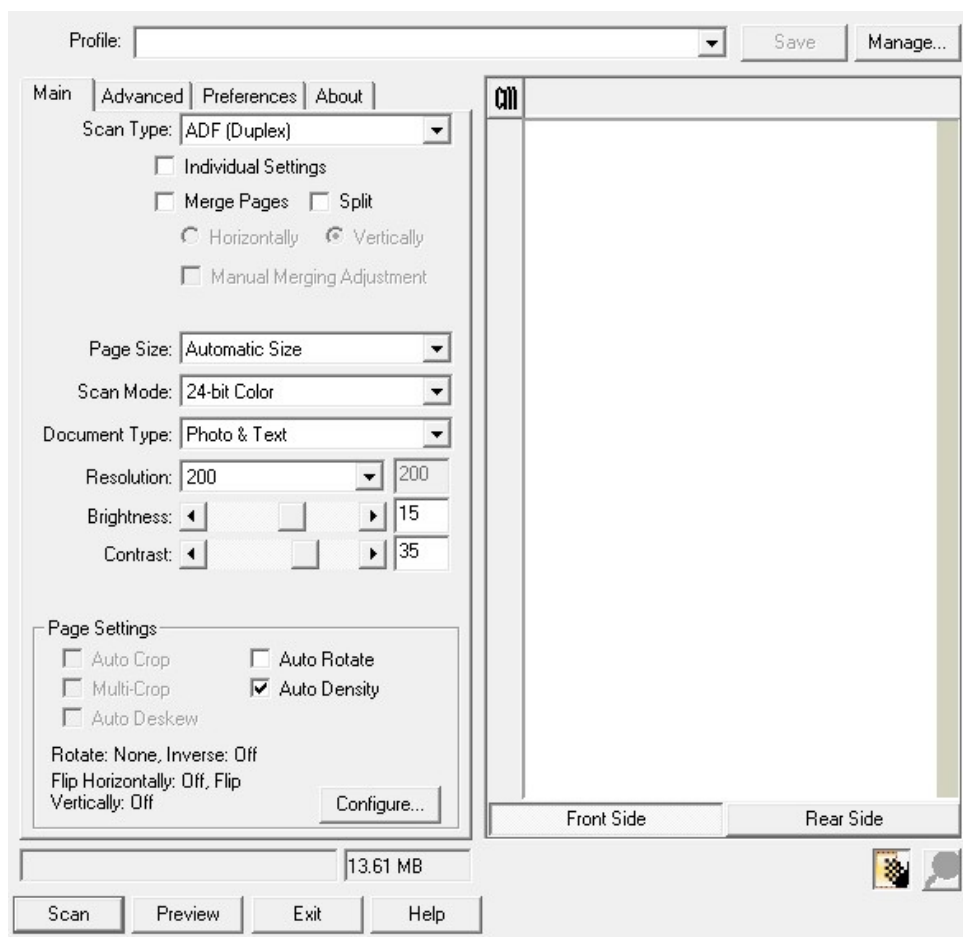 Profile: Save Manage...
Main Advanced Preferences About
Scan Type: ADF (Duplex)
Individual Settings
Merge Pages Split
Horizontally Vertically
Manual Merging Adjustment
Page Size: Automatic Size
Scan Mode: 24-bit Color
Document Type: Photo & Text
Resolution: 200 200
Brightness: 15
Contrast: 35
Page Settings
Auto Crop Auto Rotate
Multi-Crop Auto Density
Auto Deskew
Rotate: None, Inverse: Off
Flip Horizontally: Off, Flip
Vertically: Off
Configure...
Front Side Rear Side
13.61 MB
Scan Preview Exit Help